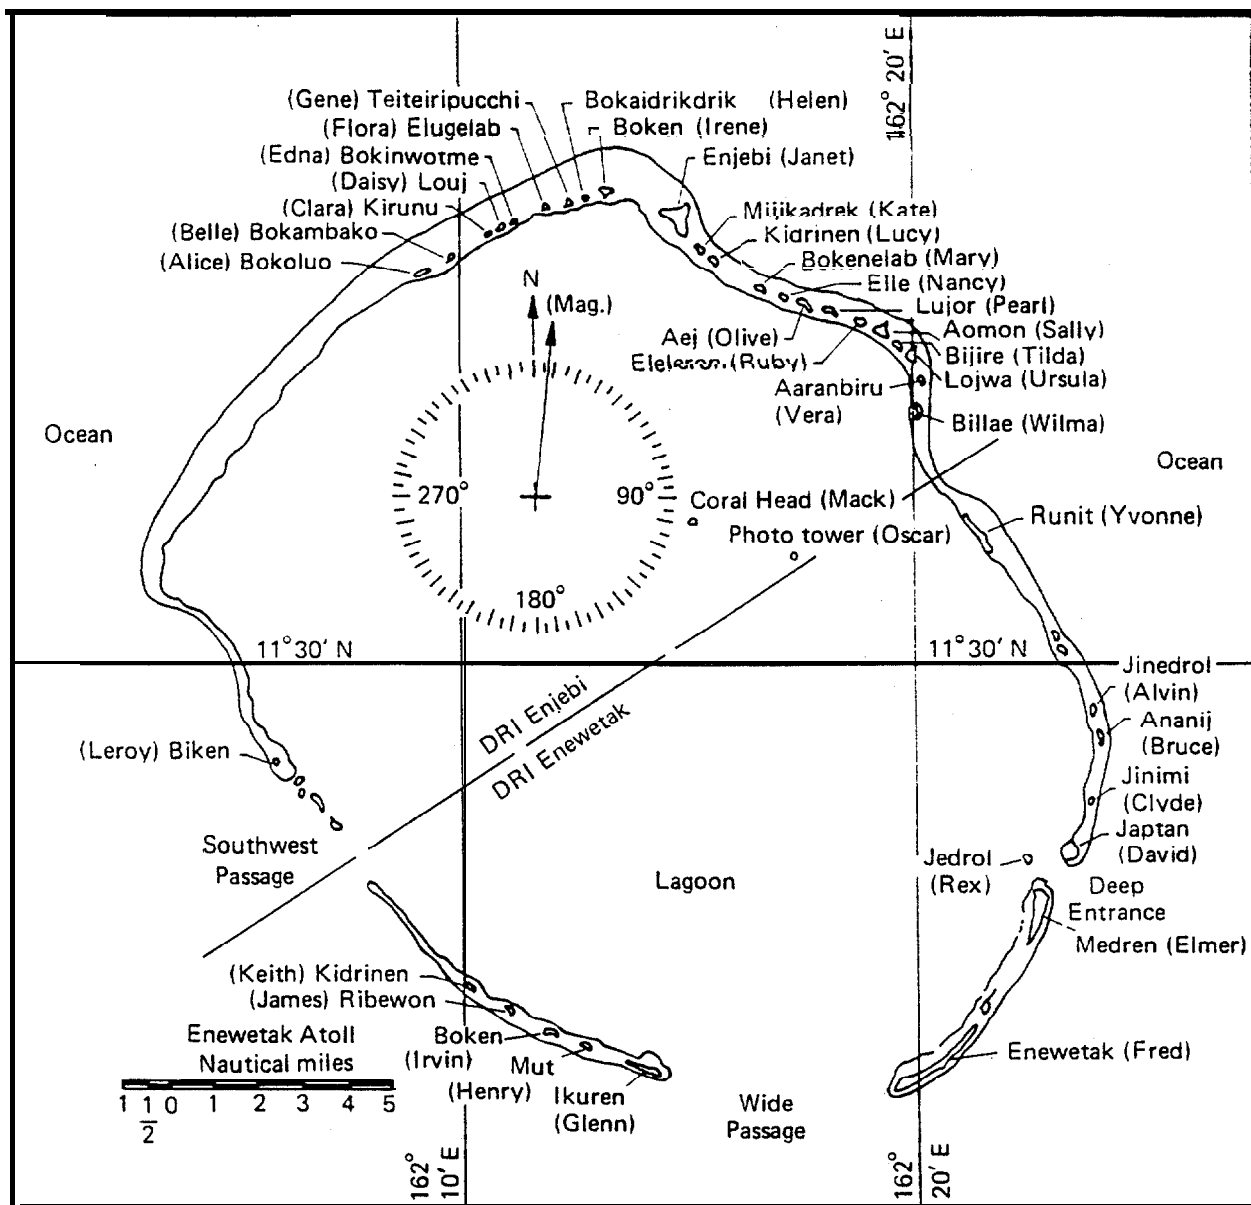 162° 20′ E
(Gene) Teiteiripucchi
Bokaidrikdrik (Helen)
(Flora) Elugelab
Boken (Irene)
(Edna) Bokinwotme
Enjebi (Janet)
(Daisy) Louj
(Clara) Kirunu
Mijikadrek (Kate)
(Belle) Bokambako
Kidrinen (Lucy)
(Alice) Bokoluo
Bokenelab (Mary)
Elle (Nancy)
N
(Mag.)
Lujor (Pearl)
Aej (Olive)
Aomon (Sally)
(Ruby)
Bijire (Tilda)
Lojwa (Ursula)
Aaranbiru
(Vera)
Billae (Wilma)
Ocean
Ocean
270°
90°
180°
Coral Head (Mack)
Photo tower (Oscar)
Runit (Yvonne)
11°30′ N
11°30′ N
Jinedrol
(Alvin)
DRI Enjebi
DRI Enewetak
Ananij
(Bruce)
(Leroy) Biken
Jinimi
(Clyde)
Japtan
(David)
Southwest
Passage
Lagoon
Jedrol
(Rex)
Deep
Entrance
Medren (Elmer)
(Keith) Kidrinen
(James) Ribewon
Boken
(Irvin)
Mut
(Henry)
Ikuren
(Glenn)
Enewetak (Fred)
Enewetak Atoll
Nautical miles
1 1/2 0 1 2 3 4 5
Wide
Passage
162° 10′ E
162° 20′ E